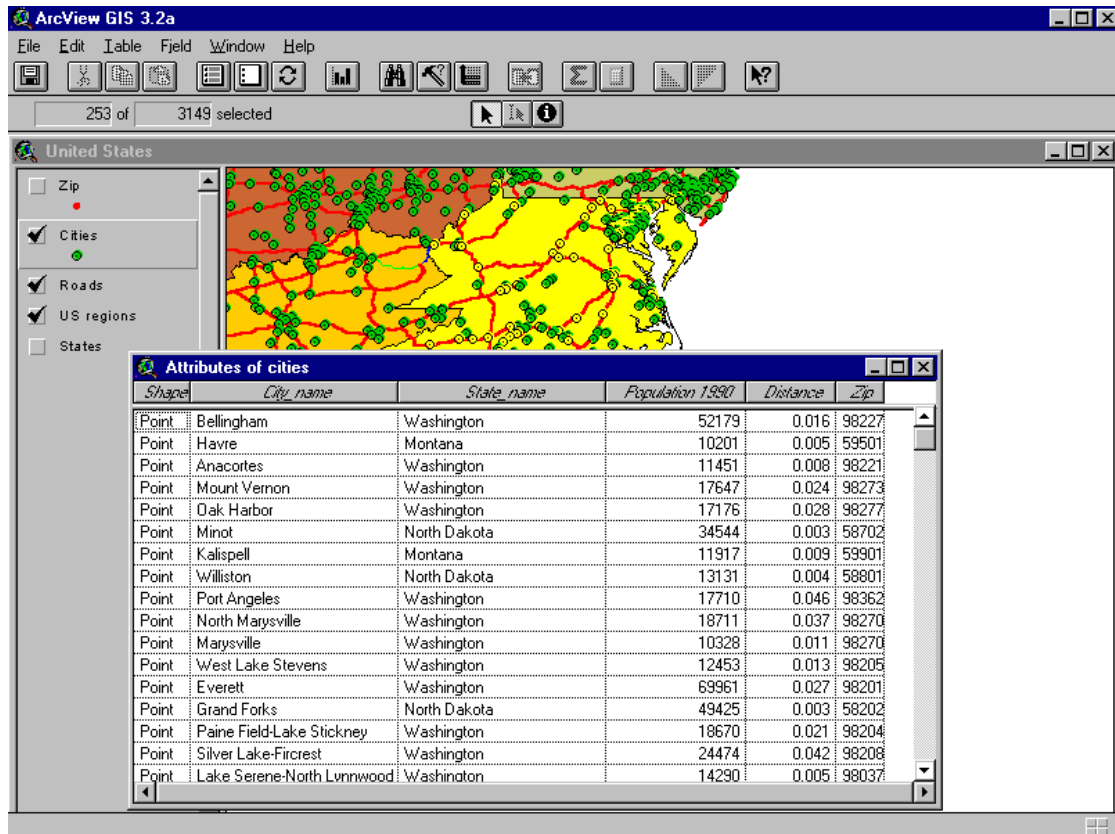 ArcView GIS 3.2a
File Edit Table Field Window Help
253 of 3149 selected
United States
Zip
Cities
Roads
US regions
States
Attributes of cities
Shape City_name State_name Population 1990 Distance Zip
Point Bellingham Washington 52179 0.016 98227
Point Havre Montana 10201 0.005 59501
Point Anacortes Washington 11451 0.008 98221
Point Mount Vernon Washington 17647 0.024 98273
Point Oak Harbor Washington 17176 0.028 98277
Point Minot North Dakota 34544 0.003 58702
Point Kalispell Montana 11917 0.009 59901
Point Williston North Dakota 13131 0.004 58801
Point Port Angeles Washington 17710 0.046 98362
Point North Marysville Washington 18711 0.037 98270
Point Marysville Washington 10328 0.011 98270
Point West Lake Stevens Washington 12453 0.013 98205
Point Everett Washington 69961 0.027 98201
Point Grand Forks North Dakota 49425 0.003 58202
Point Paine Field-Lake Stickney Washington 18670 0.021 98204
Point Silver Lake-Fircrest Washington 24474 0.042 98208
Point Lake Serene-North Lynnwood Washington 14290 0.005 98037